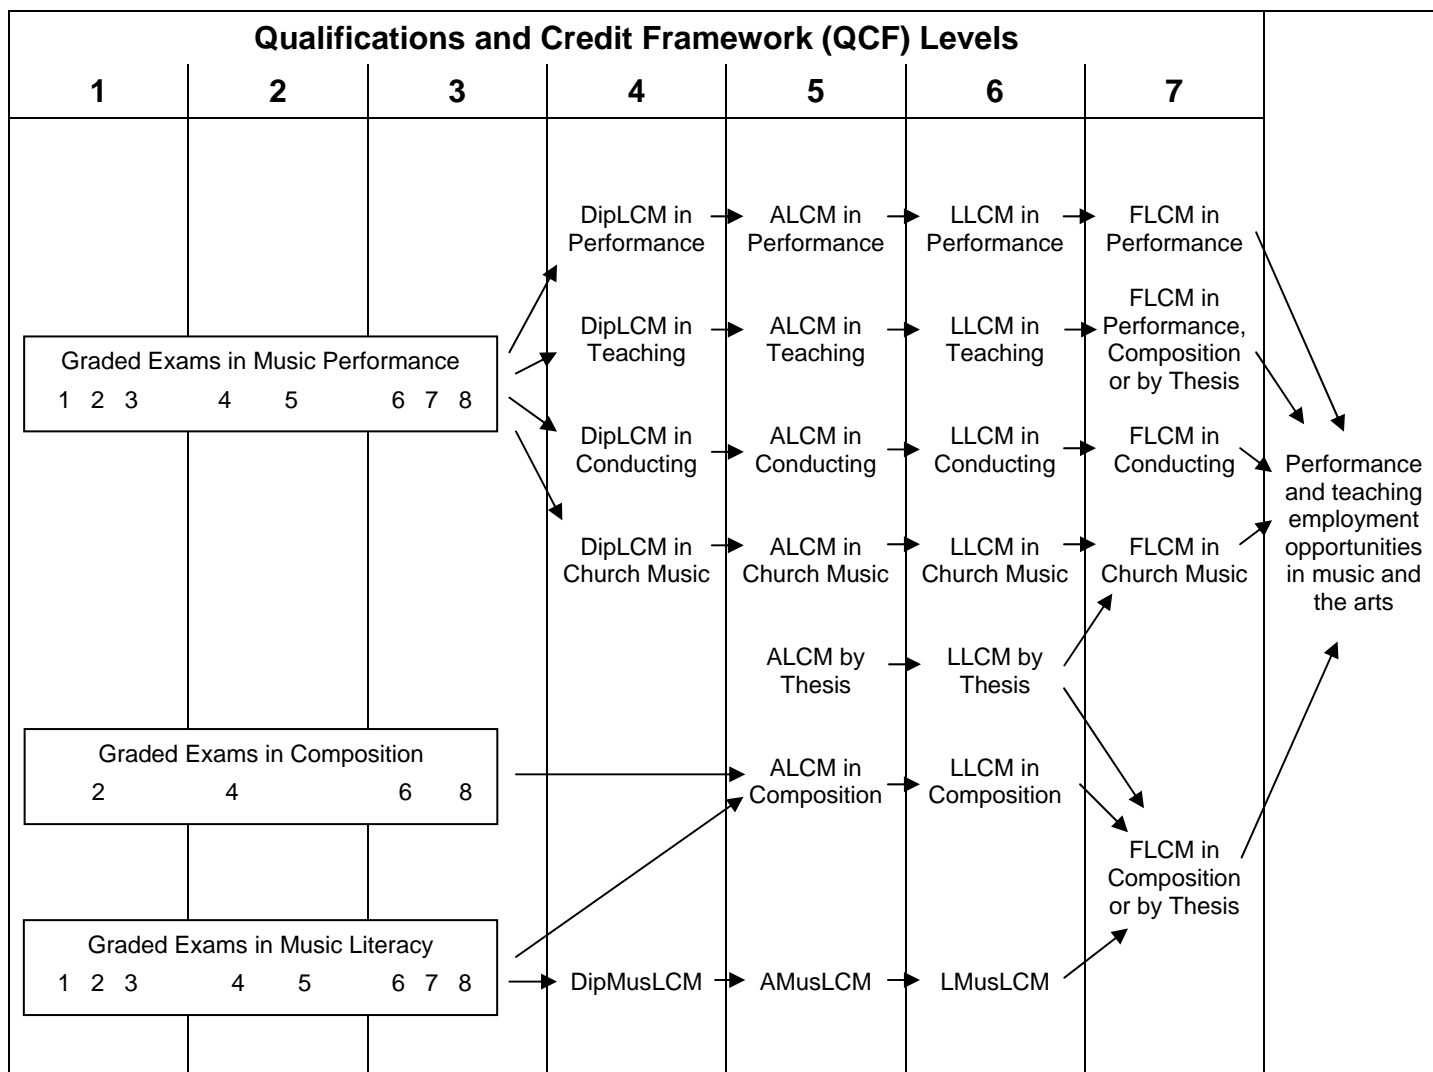 Qualifications and Credit Framework (QCF) Levels
1 2 3 4 5 6 7
DipLCM in
Performance
ALCM in
Performance
LLCM in
Performance
FLCM in
Performance
Graded Exams in Music Performance
1 2 3 4 5 6 7 8
DipLCM in
Teaching
ALCM in
Teaching
LLCM in
Teaching
FLCM in
Performance,
Composition
or by Thesis
DipLCM in
Conducting
ALCM in
Conducting
LLCM in
Conducting
FLCM in
Conducting
DipLCM in
Church Music
ALCM in
Church Music
LLCM in
Church Music
FLCM in
Church Music
Performance
and teaching
employment
opportunities
in music and
the arts
ALCM by
Thesis
LLCM by
Thesis
Graded Exams in Composition
2 4 6 8
ALCM in
Composition
LLCM in
Composition
FLCM in
Composition
or by Thesis
Graded Exams in Music Literacy
1 2 3 4 5 6 7 8
DipMusLCM
AMusLCM
LMusLCM